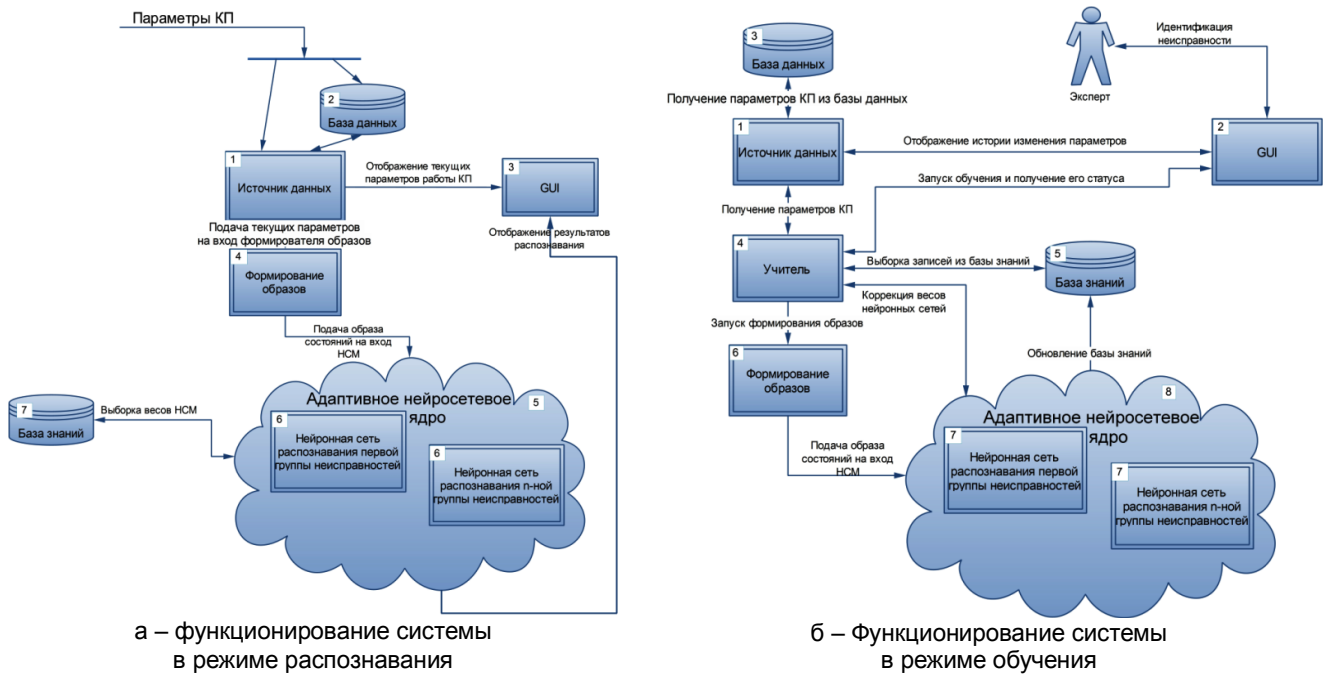 Параметры КП
2
База данных
1
Источник данных
Отображение текущих
параметров работы КП
3
GUI
Подача текущих параметров
на вход формирователя образов
Отображение результатов
распознавания
4
Формирование
образов
Подача образа
состояний на вход
НСМ
Адаптивное нейросетевое
ядро
5
7
База знаний
Выборка весов НСМ
6
Нейронная сеть
распознавания первой
группы неисправностей
6
Нейронная сеть
распознавания n-ной
группы неисправностей
а – функционирование системы
в режиме распознавания
3
База данных
Идентификация
неисправности
Эксперт
Получение параметров КП из базы данных
1
Источник данных
Отображение истории изменения параметров
2
GUI
Запуск обучения и получение его статуса
Получение параметров КП
4
Учитель
Выборка записей из базы знаний
5
База знаний
Коррекция весов
нейронных сетей
Запуск формирования образов
6
Формирование
образов
Обновление базы знаний
8
Адаптивное нейросетевое
ядро
Подача образа
состояний на вход
НСМ
7
Нейронная сеть
распознавания первой
группы неисправностей
7
Нейронная сеть
распознавания n-ной
группы неисправностей
б – Функционирование системы
в режиме обучения